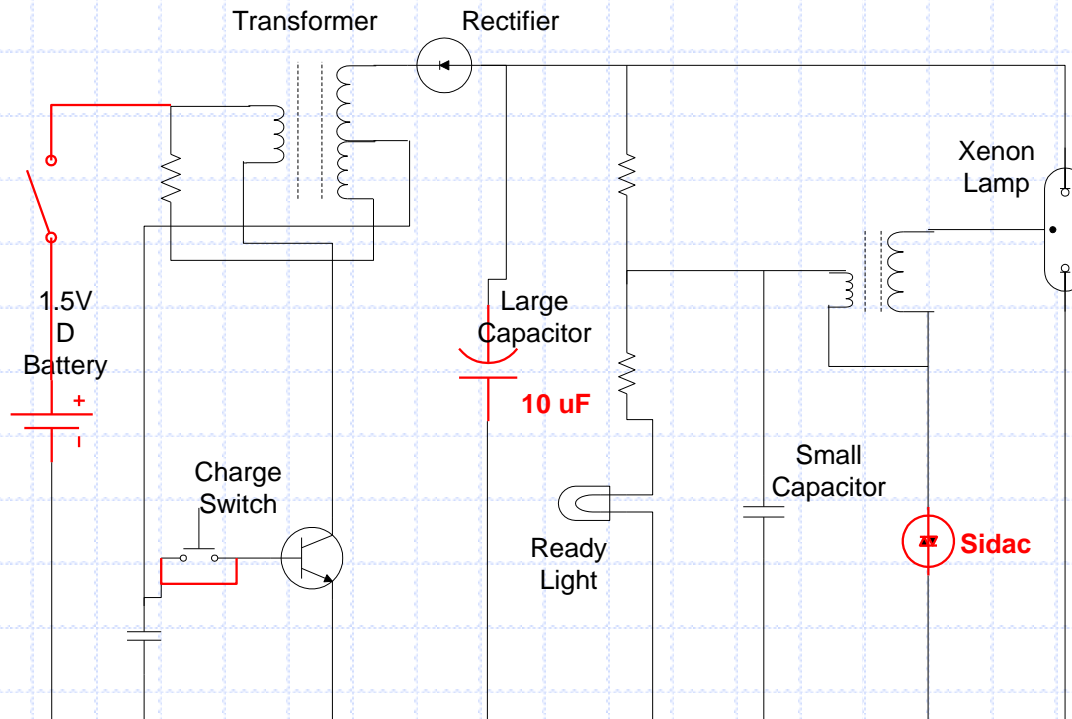 Transformer
Rectifier
Xenon
Lamp
1.5V
D
Battery
+
–
Large
Capacitor
10 uF
Charge
Switch
Small
Capacitor
Ready
Light
Sidac